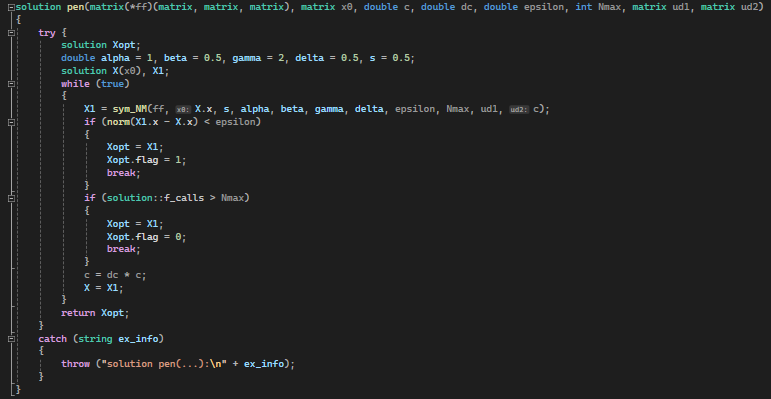 solution pen(matrix(*ff)(matrix, matrix, matrix), matrix x0, double c, double dc, double epsilon, int Nmax, matrix ud1, matrix ud2)
{
try {
solution Xopt;
double alpha = 1, beta = 0.5, gamma = 2, delta = 0.5, s = 0.5;
solution X(x0), X1;
while (true)
{
X1 = sym_NM(ff, x0: X.x, s, alpha, beta, gamma, delta, epsilon, Nmax, ud1, ud2: c);
if (norm(X1.x - X.x) < epsilon)
{
Xopt = X1;
Xopt.flag = 1;
break;
}
if (solution::f_calls > Nmax)
{
Xopt = X1;
Xopt.flag = 0;
break;
}
c = dc * c;
X = X1;
}
return Xopt;
}
catch (string ex_info)
{
throw ("solution pen(...):\n" + ex_info);
}
}